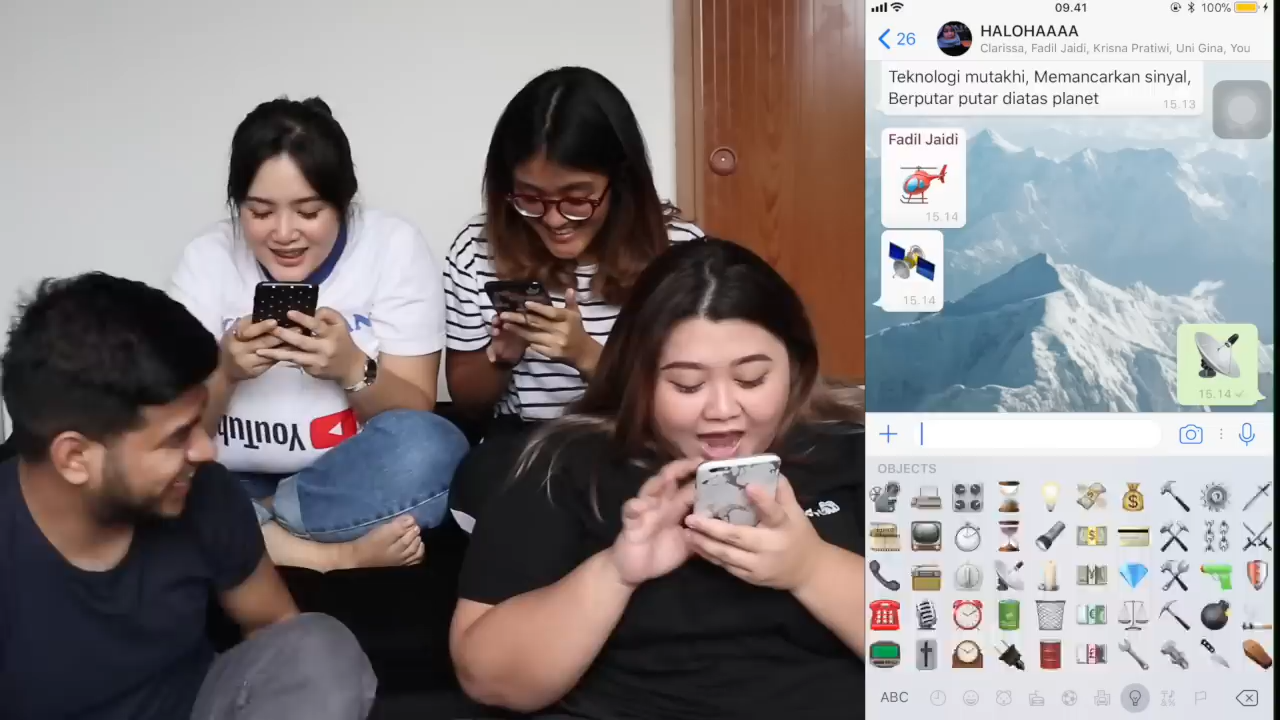 09.41
100%
26
HALOHAAAA
Clarissa, Fadil Jaidi, Krisna Pratiwi, Uni Gina, You
Teknologi mutakhi, Memancarkan sinyal,
Berputar putar diatas planet
15.13
Fadil Jaidi
15.14
15.14
15.14
OBJECTS
ABC
YouTub